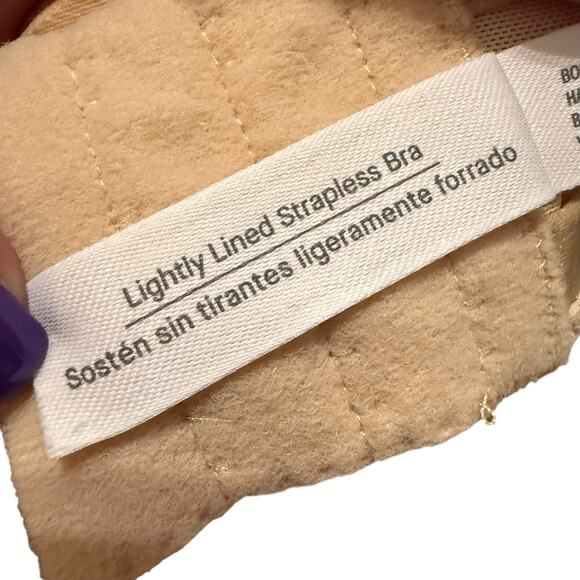 Lightly Lined Strapless Bra
Sostén sin tirantes ligeramente forrado